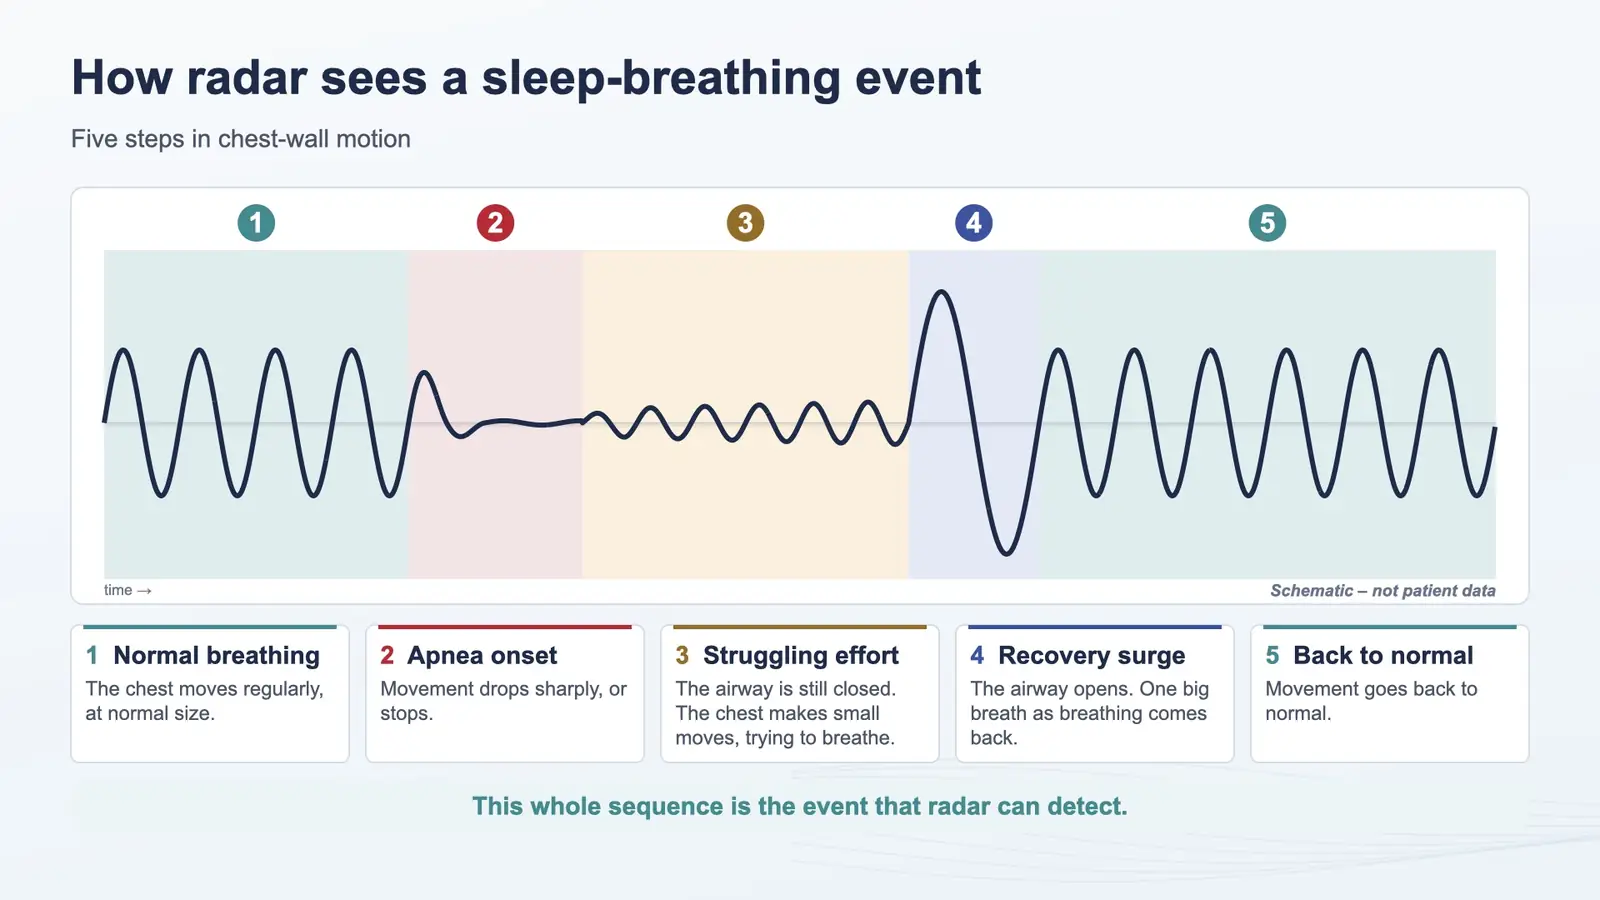 How radar sees a sleep-breathing event
Five steps in chest-wall motion
1
2
3
4
5
time →
Schematic – not patient data
1 Normal breathing
The chest moves regularly,
at normal size.
2 Apnea onset
Movement drops sharply, or
stops.
3 Struggling effort
The airway is still closed.
The chest makes small
moves, trying to breathe.
4 Recovery surge
The airway opens. One big
breath as breathing comes
back.
5 Back to normal
Movement goes back to
normal.
This whole sequence is the event that radar can detect.